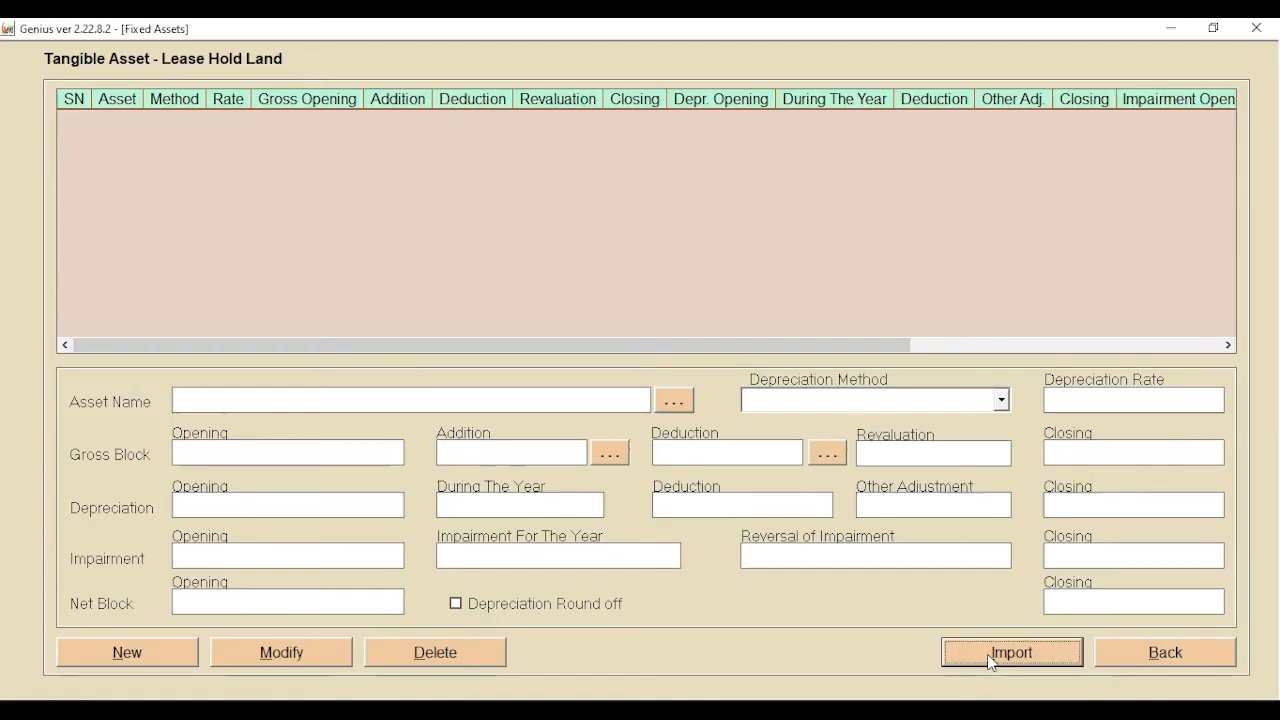 Genius ver 2.22.8.2 - [Fixed Assets]
Tangible Asset - Lease Hold Land
SN Asset Method Rate Gross Opening Addition Deduction Revaluation Closing Depr. Opening During The Year Deduction Other Adj. Closing Impairment Open
Depreciation Method Depreciation Rate
Asset Name ...
Opening Addition Deduction Revaluation Closing
Gross Block ... ...
Opening During The Year Deduction Other Adjustment Closing
Depreciation
Opening Impairment For The Year Reversal of Impairment Closing
Impairment
Opening Closing
Net Block Depreciation Round off
New Modify Delete Import Back